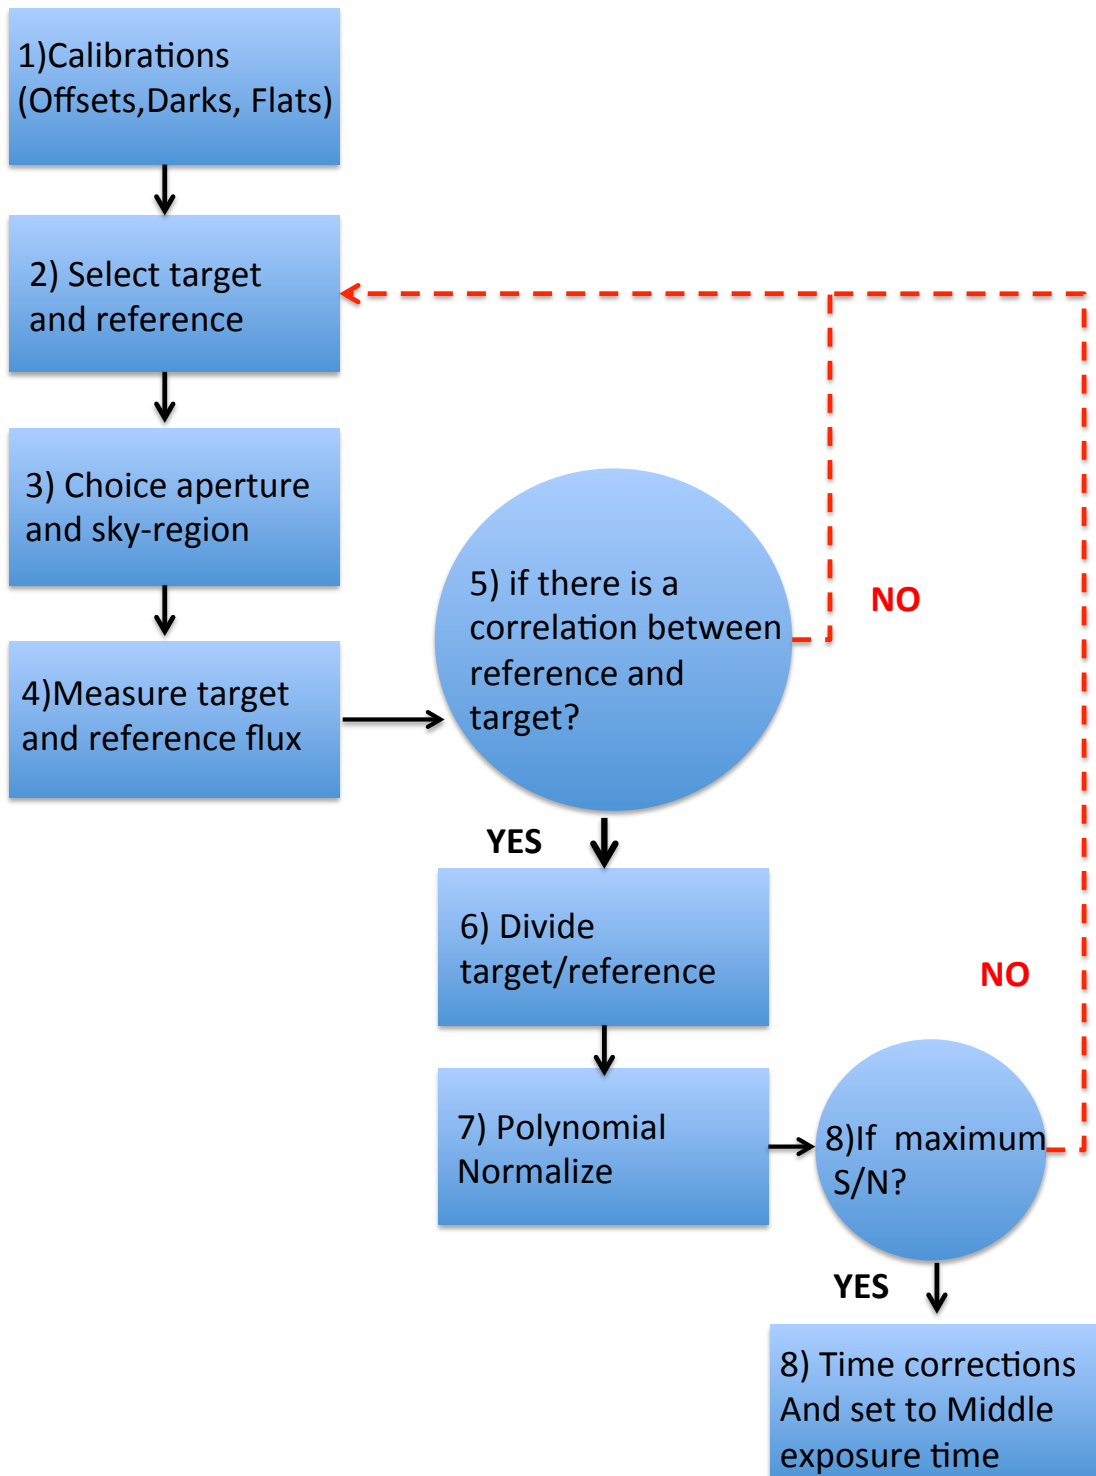 1)Calibrations
(Offsets,Darks, Flats)
2) Select target
and reference
3) Choice aperture
and sky-region
4)Measure target
and reference flux
5) if there is a
correlation between
reference and
target?
NO
YES
6) Divide
target/reference
NO
7) Polynomial
Normalize
8)If  maximum
S/N?
YES
8) Time corrections
And set to Middle
exposure time